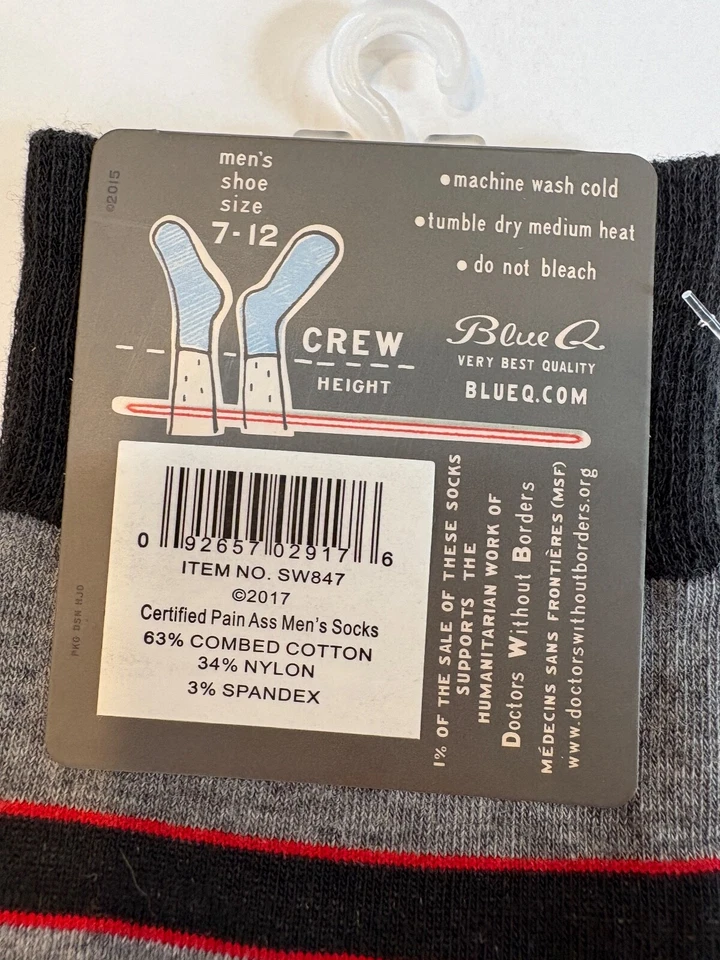 ©2015
men's
shoe
size
7-12
•machine wash cold
•tumble dry medium heat
• do not bleach
CREW
HEIGHT
Blue Q
VERY BEST QUALITY
BLUEQ.COM
0 92657 02917 6
ITEM NO. SW847
©2017
Certified Pain Ass Men's Socks
63% COMBED COTTON
34% NYLON
3% SPANDEX
PKG DSN HJO
1% OF THE SALE OF THESE SOCKS
SUPPORTS THE
HUMANITARIAN WORK OF
Doctors Without Borders
MÉDECINS SANS FRONTIÈRES (MSF)
www.doctorswithoutborders.org